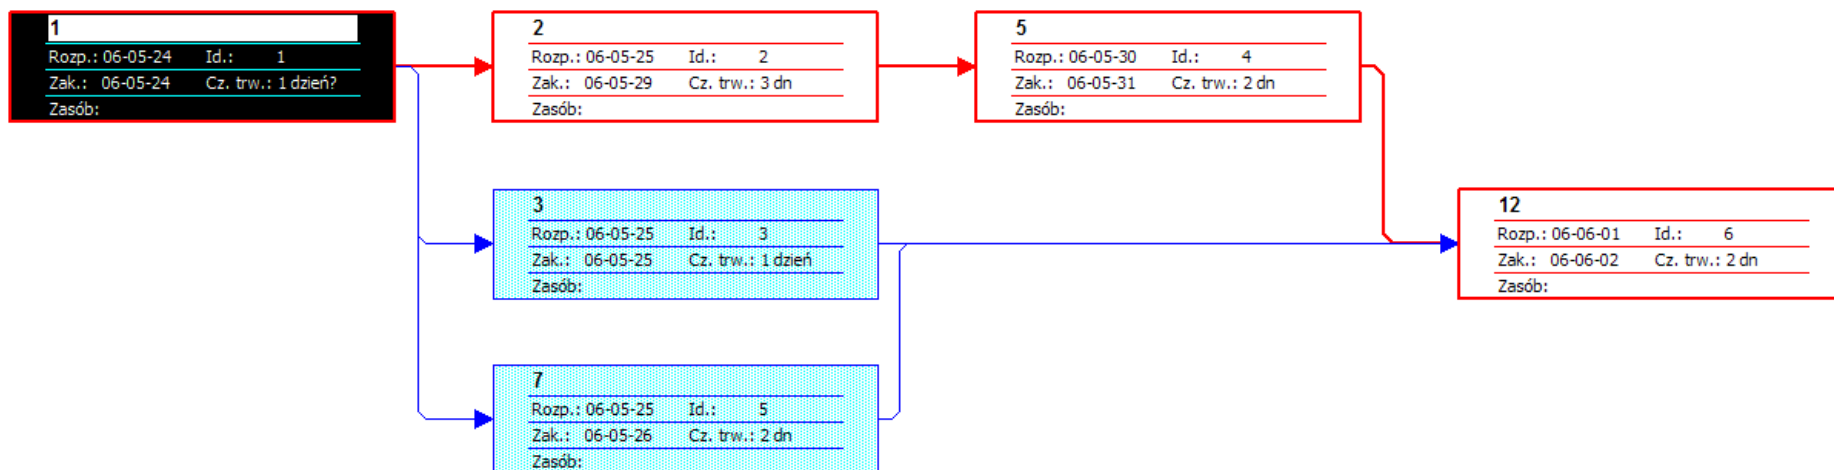 1
Rozp.: 06-05-24 Id.: 1
Zak.: 06-05-24 Cz. trw.: 1 dzień?
Zasób:
2
Rozp.: 06-05-25 Id.: 2
Zak.: 06-05-29 Cz. trw.: 3 dn
Zasób:
5
Rozp.: 06-05-30 Id.: 4
Zak.: 06-05-31 Cz. trw.: 2 dn
Zasób:
3
Rozp.: 06-05-25 Id.: 3
Zak.: 06-05-25 Cz. trw.: 1 dzień
Zasób:
12
Rozp.: 06-06-01 Id.: 6
Zak.: 06-06-02 Cz. trw.: 2 dn
Zasób:
7
Rozp.: 06-05-25 Id.: 5
Zak.: 06-05-26 Cz. trw.: 2 dn
Zasób: